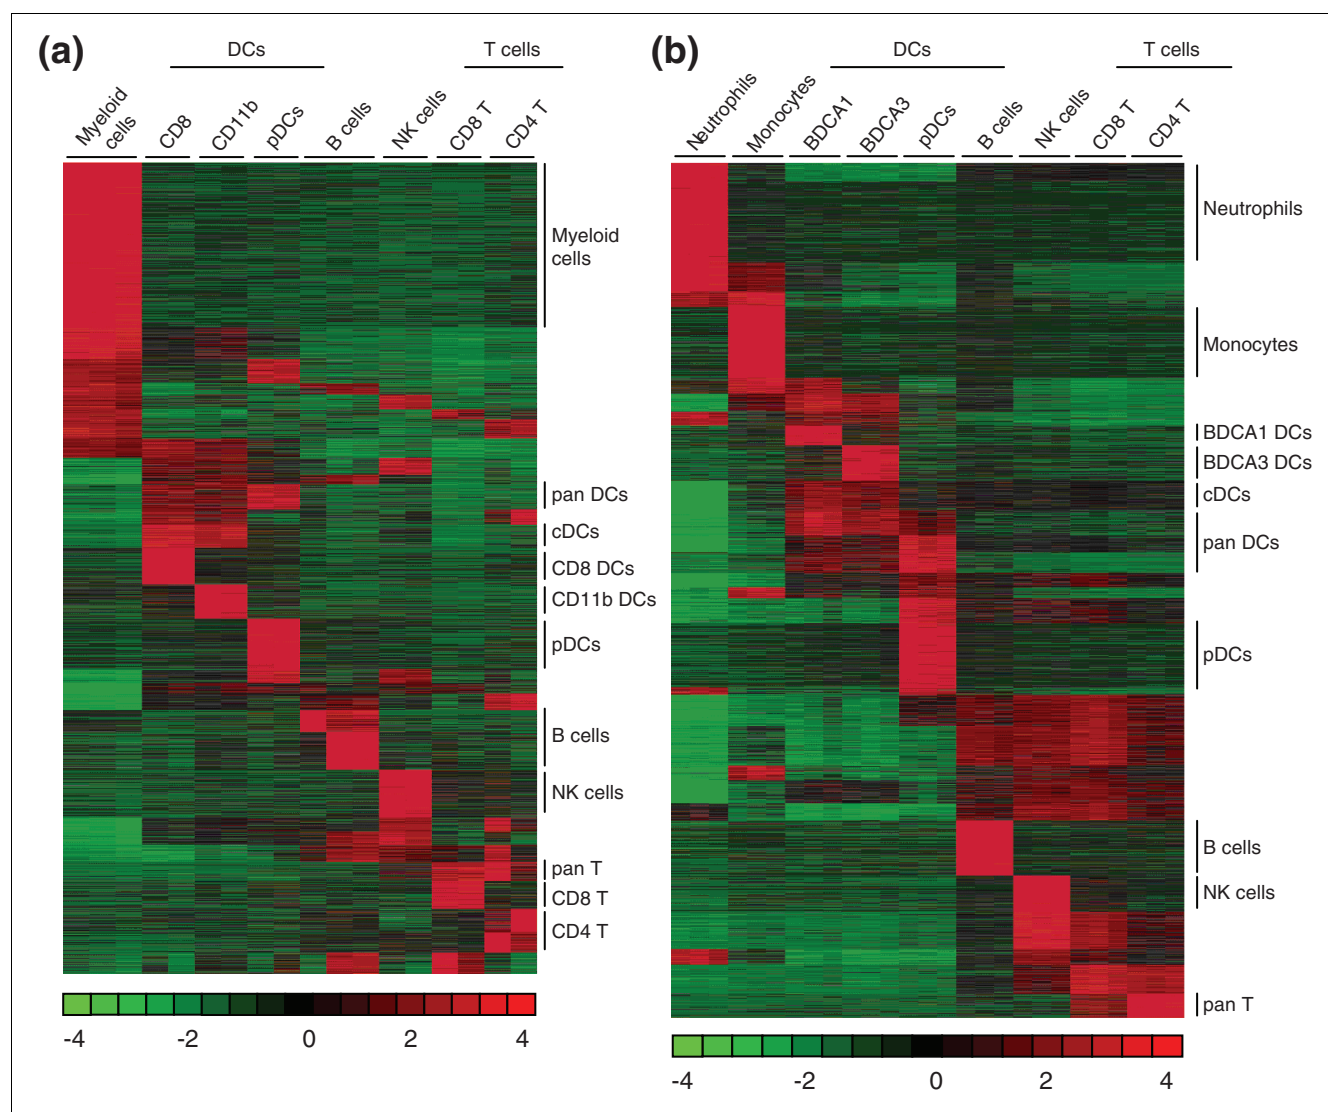 (a)
DCs
T cells
Myeloid
cells
CD8
CD11b
pDCs
B cells
NK cells
CD8 T
CD4 T
Myeloid
cells
pan DCs
cDCs
CD8 DCs
CD11b DCs
pDCs
B cells
NK cells
pan T
CD8 T
CD4 T
-4 -2 0 2 4
(b)
DCs
T cells
Neutrophils
Monocytes
BDCA1
BDCA3
pDCs
B cells
NK cells
CD8 T
CD4 T
Neutrophils
Monocytes
BDCA1 DCs
BDCA3 DCs
cDCs
pan DCs
pDCs
B cells
NK cells
pan T
-4 -2 0 2 4